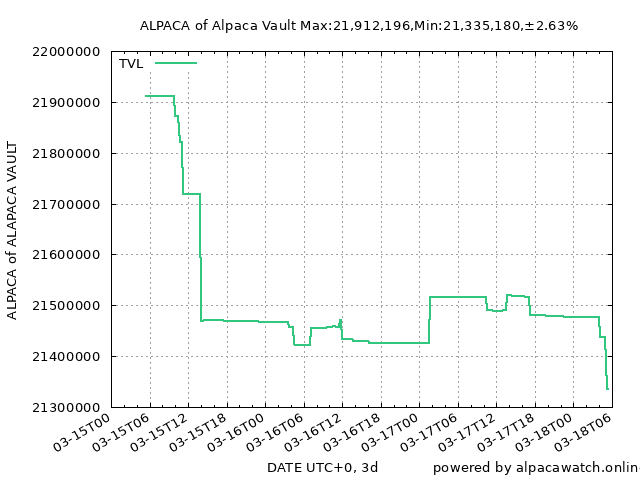 ALPACA of Alpaca Vault Max:21,912,196,Min:21,335,180,±2.63%
TVL
ALPACA of ALAPACA VAULT
22000000
21900000
21800000
21700000
21600000
21500000
21400000
21300000
03-15T00
03-15T06
03-15T12
03-15T18
03-16T00
03-16T06
03-16T12
03-16T18
03-17T00
03-17T06
03-17T12
03-17T18
03-18T00
03-18T06
DATE UTC+0, 3d
powered by alpacawatch.onlin